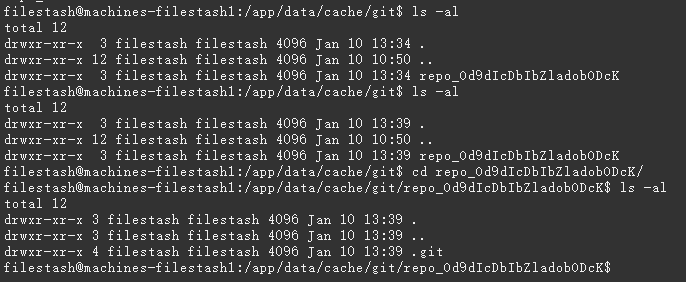 filestash@machines-filestash1:/app/data/cache/git$ ls -al
total 12
drwxr-xr-x  3 filestash filestash 4096 Jan 10 13:34 .
drwxr-xr-x 12 filestash filestash 4096 Jan 10 10:50 ..
drwxr-xr-x  3 filestash filestash 4096 Jan 10 13:34 repo_Od9dIcDbIbZladobODcK
filestash@machines-filestash1:/app/data/cache/git$ ls -al
total 12
drwxr-xr-x  3 filestash filestash 4096 Jan 10 13:39 .
drwxr-xr-x 12 filestash filestash 4096 Jan 10 10:50 ..
drwxr-xr-x  3 filestash filestash 4096 Jan 10 13:39 repo_Od9dIcDbIbZladobODcK
filestash@machines-filestash1:/app/data/cache/git$ cd repo_Od9dIcDbIbZladobODcK/
filestash@machines-filestash1:/app/data/cache/git/repo_Od9dIcDbIbZladobODcK$ ls -al
total 12
drwxr-xr-x 3 filestash filestash 4096 Jan 10 13:39 .
drwxr-xr-x 3 filestash filestash 4096 Jan 10 13:39 ..
drwxr-xr-x 4 filestash filestash 4096 Jan 10 13:39 .git
filestash@machines-filestash1:/app/data/cache/git/repo_Od9dIcDbIbZladobODcK$